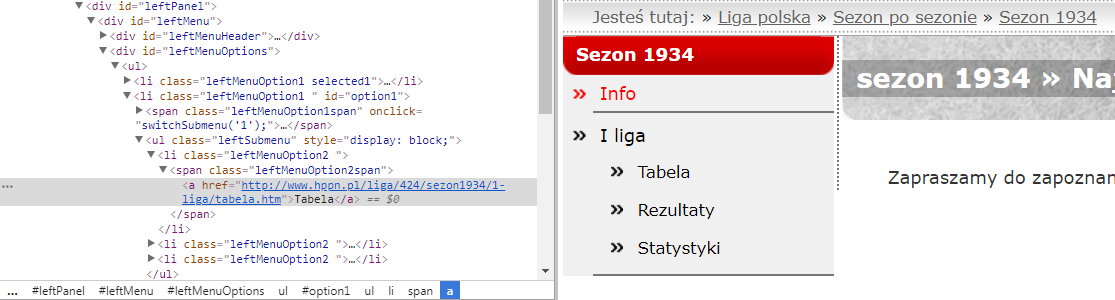 <div id="leftPanel">
<div id="leftMenu">
<div id="leftMenuHeader">…</div>
<div id="leftMenuOptions">
<ul>
<li class="leftMenuOption1 selected1">…</li>
<li class="leftMenuOption1 " id="option1">
<span class="leftMenuOption1span" onclick=
"switchSubmenu('1');">…</span>
<ul class="leftSubmenu" style="display: block;">
<li class="leftMenuOption2 ">
<span class="leftMenuOption2span">
... <a href="http://www.hppn.pl/liga/424/sezon1934/1-
liga/tabela.htm">Tabela</a> == $0
</span>
</li>
<li class="leftMenuOption2 ">…</li>
<li class="leftMenuOption2 ">…</li>
</ul>
... #leftPanel #leftMenu #leftMenuOptions ul #option1 ul li span a
Jesteś tutaj: » Liga polska » Sezon po sezonie » Sezon 1934
Sezon 1934
» Info
» I liga
» Tabela
» Rezultaty
» Statystyki
sezon 1934 » Naj
Zapraszamy do zapoznan